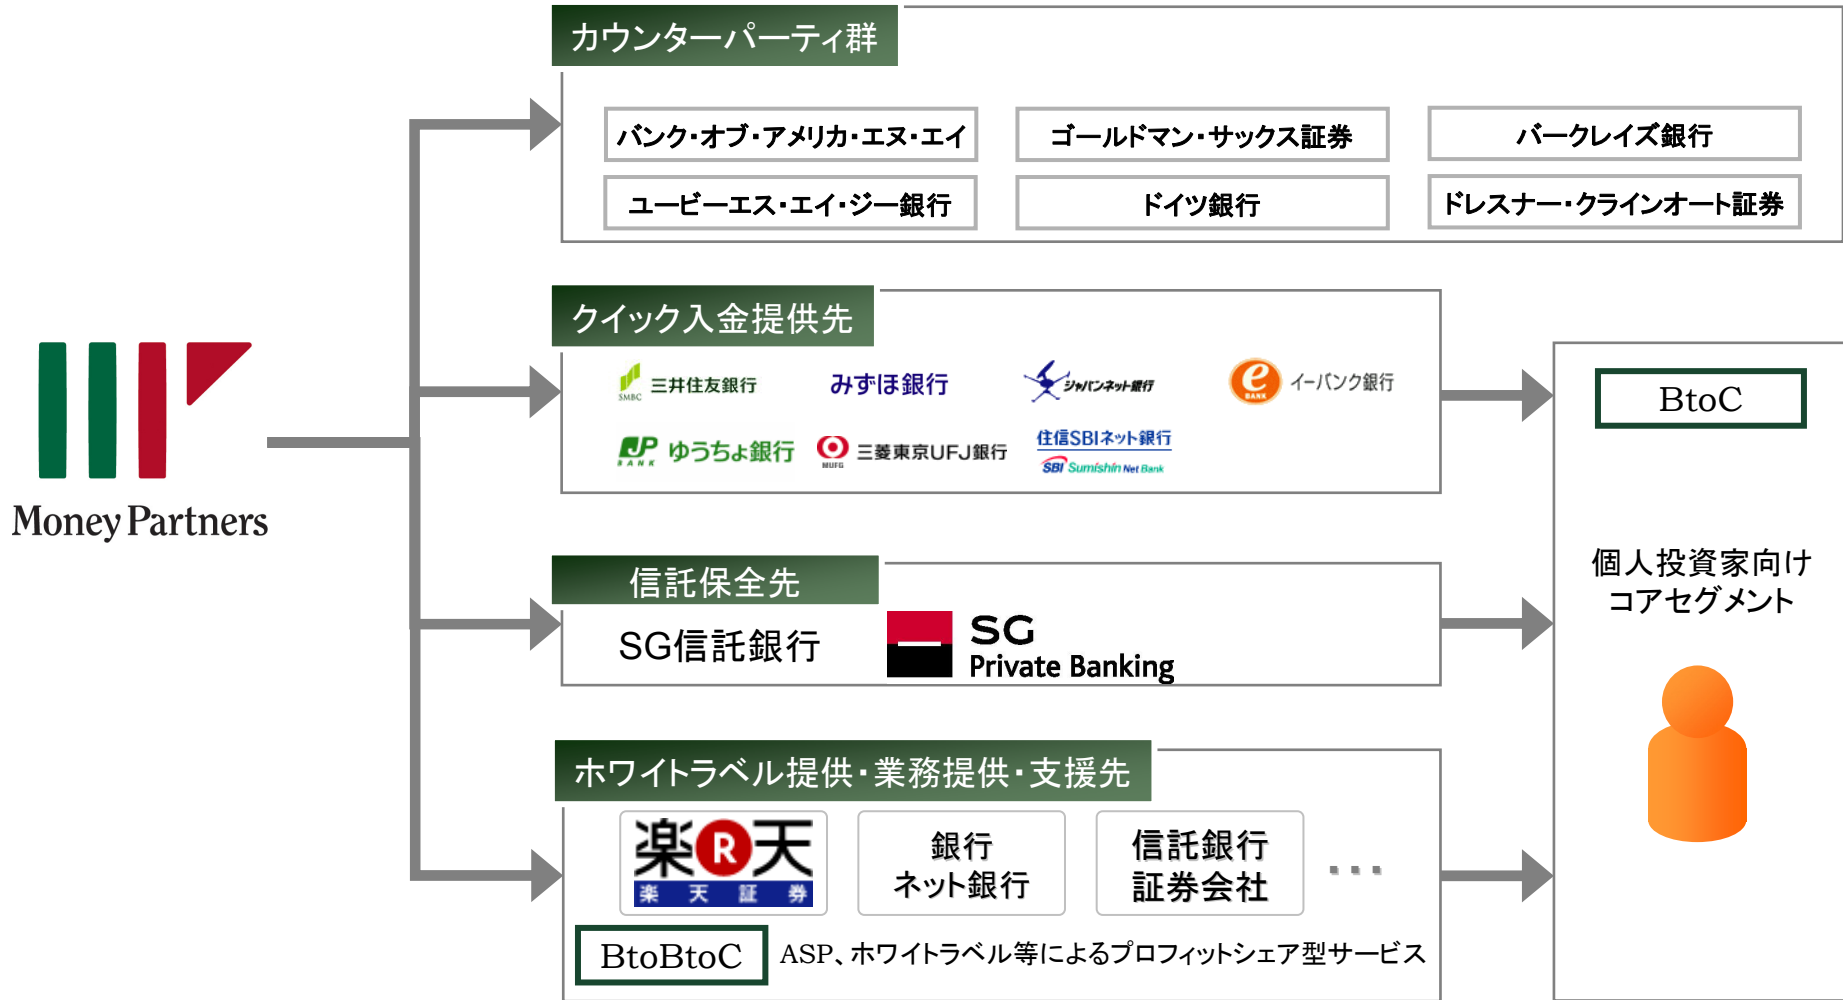 カウンターパーティ群
バンク・オブ・アメリカ・エヌ・エイ
ゴールドマン・サックス証券
バークレイズ銀行
ユービーエス・エイ・ジー銀行
ドイツ銀行
ドレスナー・クラインオート証券
Money Partners
クイック入金提供先
SMBC 三井住友銀行
みずほ銀行
ジャパンネット銀行
e BANK イーバンク銀行
JP BANK ゆうちょ銀行
MUFG 三菱東京UFJ銀行
住信SBIネット銀行
SBI Sumishin Net Bank
信託保全先
SG信託銀行
SG
Private Banking
ホワイトラベル提供・業務提供・支援先
楽R天
楽天証券
銀行
ネット銀行
信託銀行
証券会社
・・・
BtoBtoC
ASP、ホワイトラベル等によるプロフィットシェア型サービス
BtoC
個人投資家向け
コアセグメント